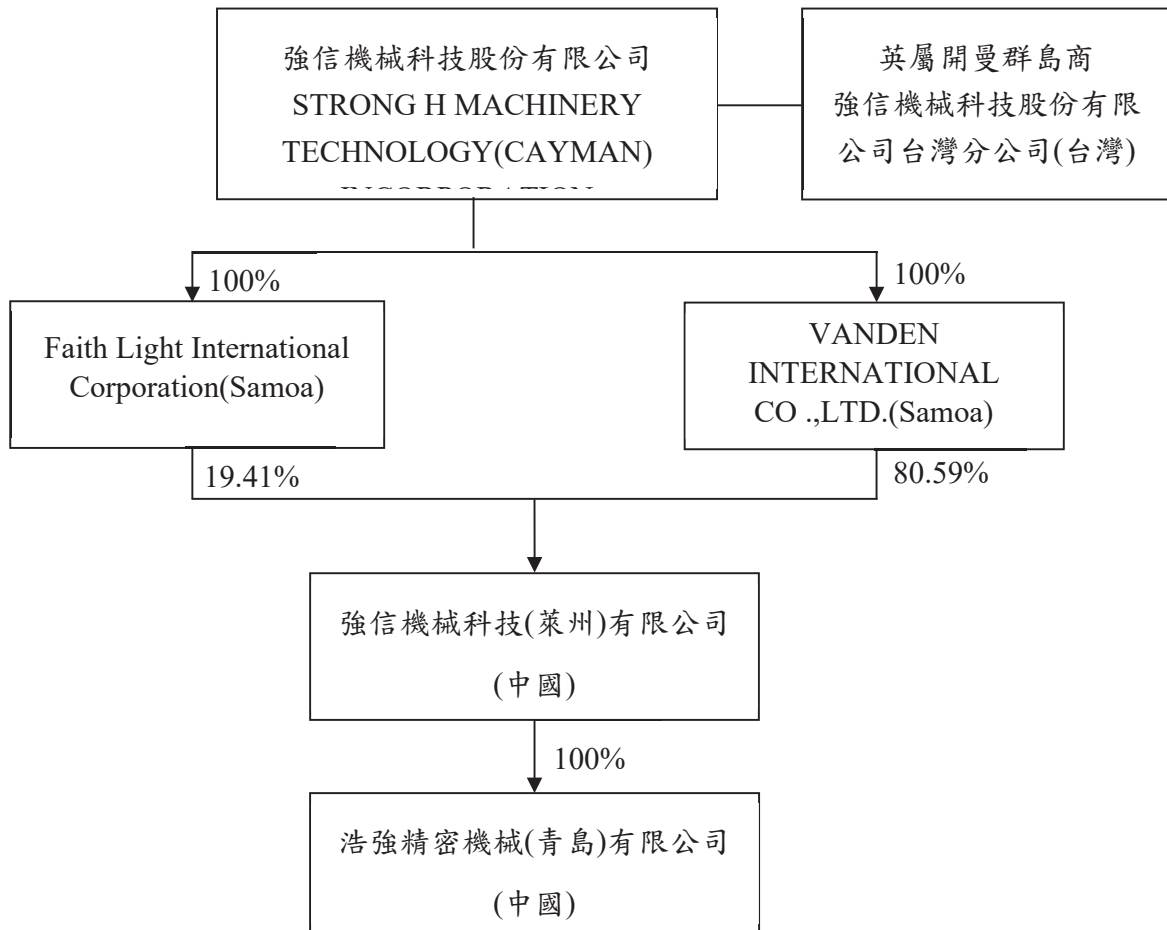 強信機械科技股份有限公司
STRONG H MACHINERY
TECHNOLOGY(CAYMAN)
英屬開曼群島商
強信機械科技股份有限
公司台灣分公司(台灣)
100%
100%
Faith Light International
Corporation(Samoa)
VANDEN
INTERNATIONAL
CO .,LTD.(Samoa)
19.41%
80.59%
強信機械科技(萊州)有限公司
(中國)
100%
浩強精密機械(青島)有限公司
(中國)